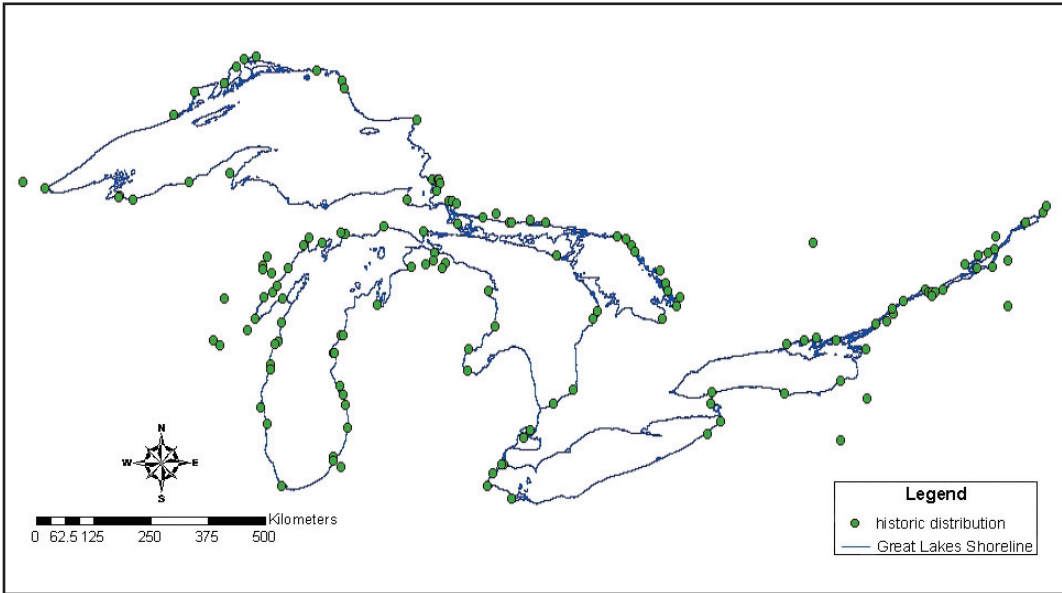 N
W E
S
Kilometers
0 62.5 125 250 375 500
Legend
historic distribution
Great Lakes Shoreline